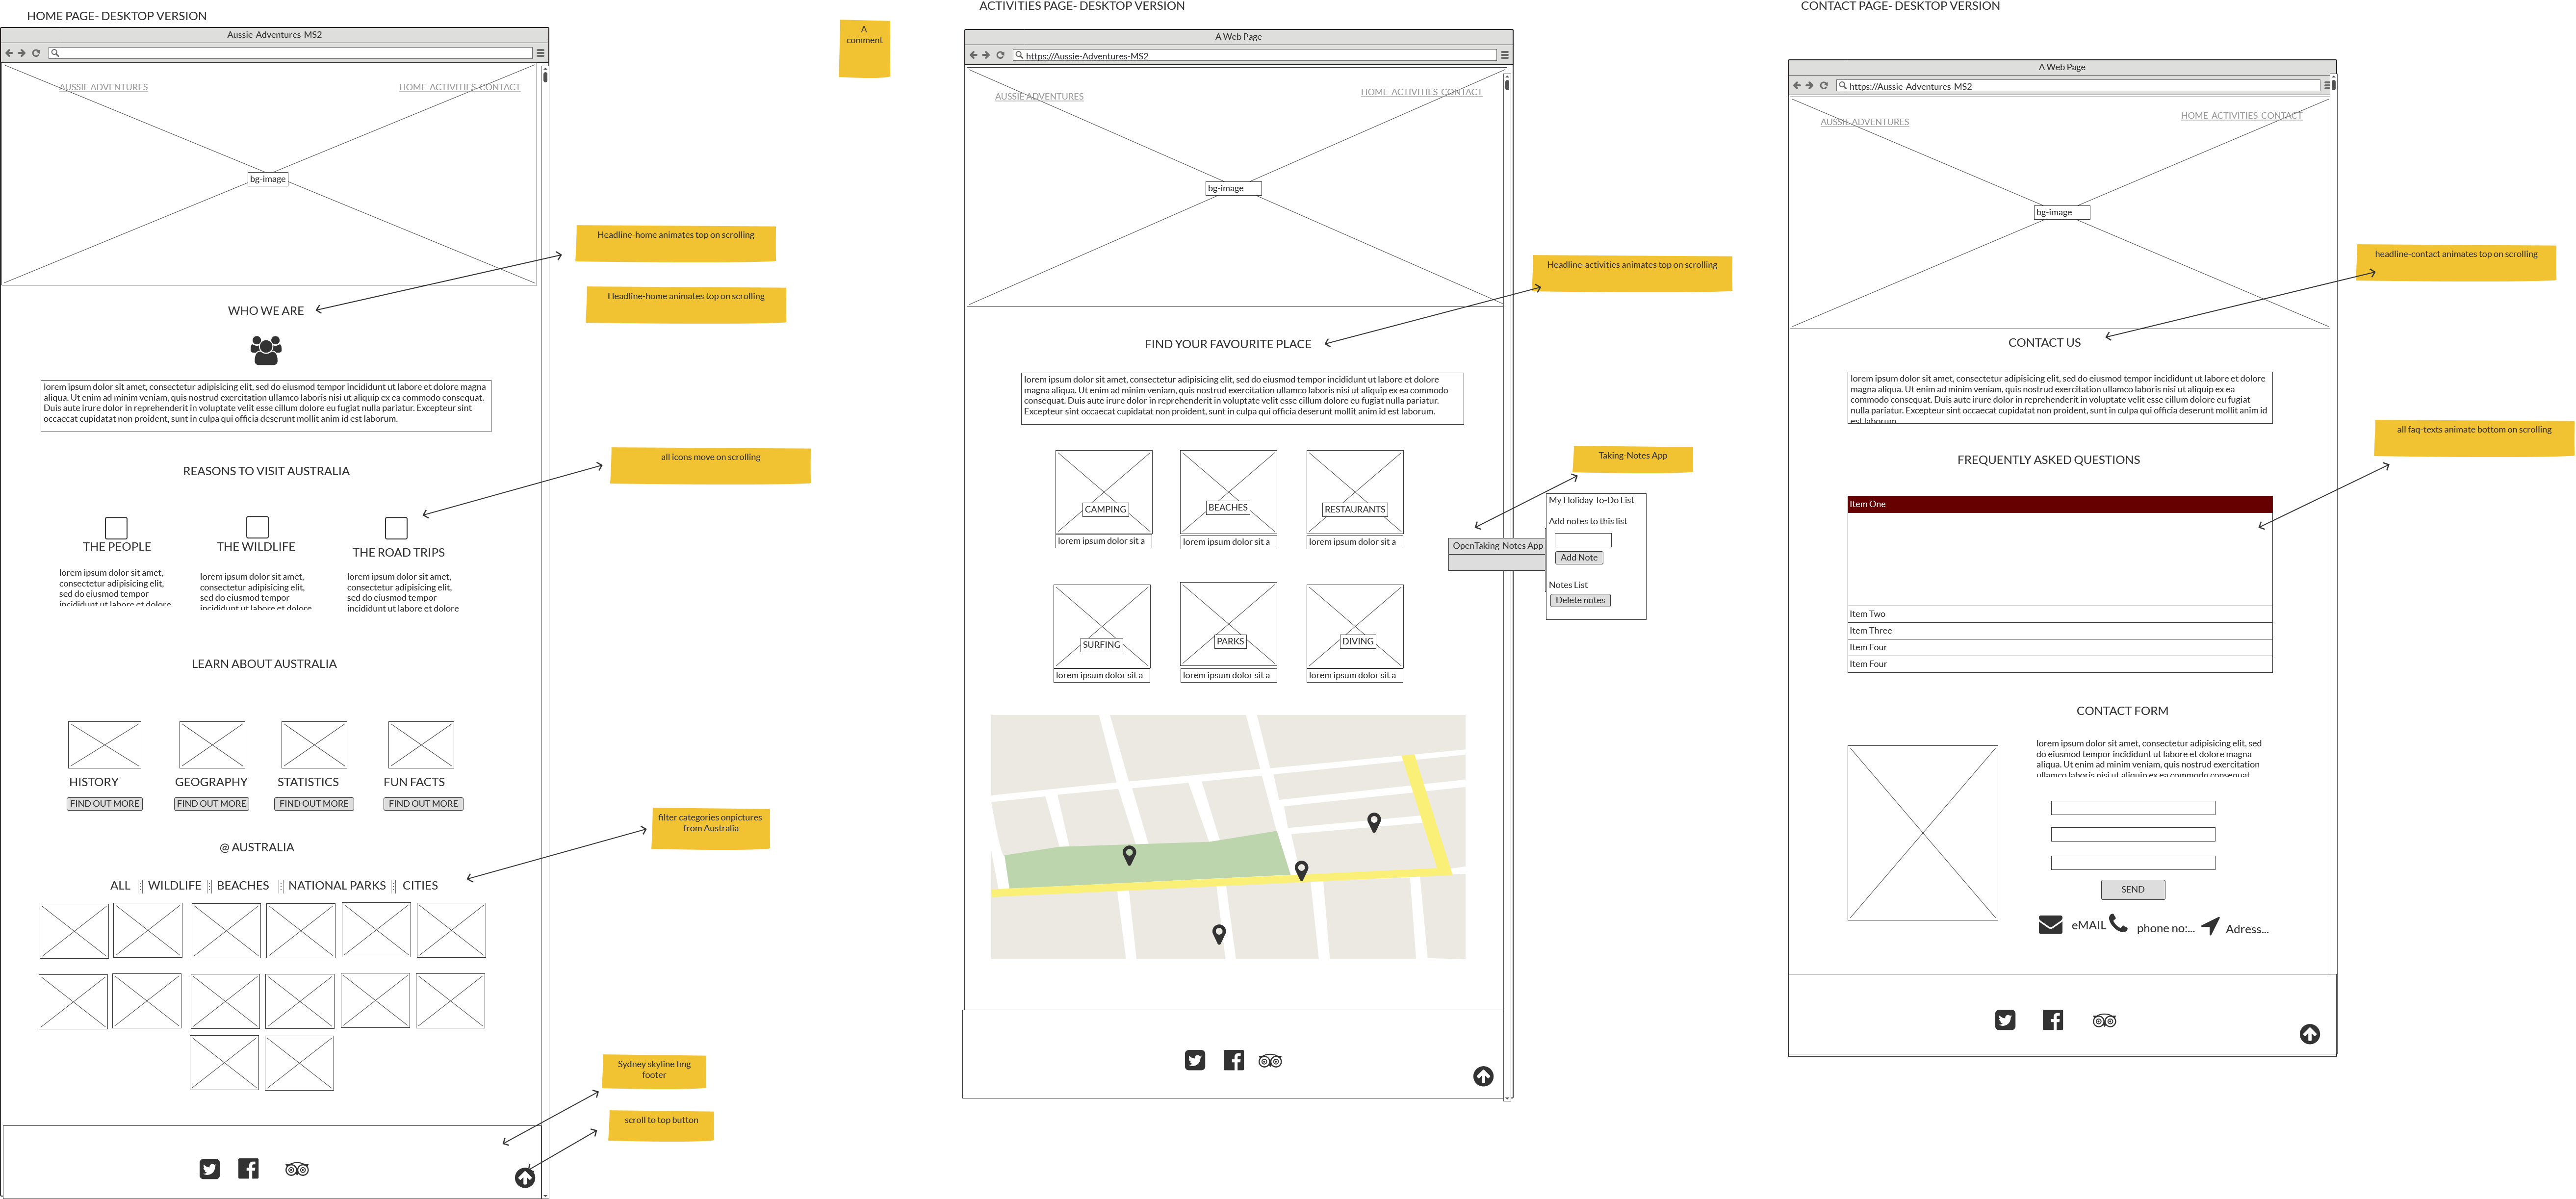 HOME PAGE- DESKTOP VERSION
Aussie-Adventures-MS2
AUSSIE ADVENTURES
HOME ACTIVITIES CONTACT
bg-image
Headline-home animates top on scrolling
Headline-home animates top on scrolling
WHO WE ARE
lorem ipsum dolor sit amet, consectetur adipisicing elit, sed do eiusmod tempor incididunt ut labore et dolore magna
aliqua. Ut enim ad minim veniam, quis nostrud exercitation ullamco laboris nisi ut aliquip ex ea commodo consequat.
Duis aute irure dolor in reprehenderit in voluptate velit esse cillum dolore eu fugiat nulla pariatur. Excepteur sint
occaecat cupidatat non proident, sunt in culpa qui officia deserunt mollit anim id est laborum.
REASONS TO VISIT AUSTRALIA
all icons move on scrolling
THE PEOPLE
lorem ipsum dolor sit amet,
consectetur adipisicing elit,
sed do eiusmod tempor
incididunt ut labore et dolore
THE WILDLIFE
lorem ipsum dolor sit amet,
consectetur adipisicing elit,
sed do eiusmod tempor
incididunt ut labore et dolore
THE ROAD TRIPS
lorem ipsum dolor sit amet,
consectetur adipisicing elit,
sed do eiusmod tempor
incididunt ut labore et dolore
LEARN ABOUT AUSTRALIA
HISTORY
GEOGRAPHY
STATISTICS
FUN FACTS
FIND OUT MORE
FIND OUT MORE
FIND OUT MORE
FIND OUT MORE
filter categories onpictures
from Australia
@ AUSTRALIA
ALL
WILDLIFE
BEACHES
NATIONAL PARKS
CITIES
Sydney skyline Img
footer
scroll to top button
A
comment
ACTIVITIES PAGE- DESKTOP VERSION
A Web Page
https://Aussie-Adventures-MS2
AUSSIE ADVENTURES
HOME ACTIVITIES CONTACT
bg-image
Headline-activities animates top on scrolling
FIND YOUR FAVOURITE PLACE
lorem ipsum dolor sit amet, consectetur adipisicing elit, sed do eiusmod tempor incididunt ut labore et dolore
magna aliqua. Ut enim ad minim veniam, quis nostrud exercitation ullamco laboris nisi ut aliquip ex ea commodo
consequat. Duis aute irure dolor in reprehenderit in voluptate velit esse cillum dolore eu fugiat nulla pariatur.
Excepteur sint occaecat cupidatat non proident, sunt in culpa qui officia deserunt mollit anim id est laborum.
CAMPING
BEACHES
RESTAURANTS
lorem ipsum dolor sit a
lorem ipsum dolor sit a
lorem ipsum dolor sit a
SURFING
PARKS
DIVING
lorem ipsum dolor sit a
lorem ipsum dolor sit a
lorem ipsum dolor sit a
Taking-Notes App
OpenTaking-Notes App
My Holiday To-Do List
Add notes to this list
Add Note
Notes List
Delete notes
CONTACT PAGE- DESKTOP VERSION
A Web Page
https://Aussie-Adventures-MS2
AUSSIE ADVENTURES
HOME ACTIVITIES CONTACT
bg-image
headline-contact animates top on scrolling
CONTACT US
lorem ipsum dolor sit amet, consectetur adipisicing elit, sed do eiusmod tempor incididunt ut labore et dolore
magna aliqua. Ut enim ad minim veniam, quis nostrud exercitation ullamco laboris nisi ut aliquip ex ea
commodo consequat. Duis aute irure dolor in reprehenderit in voluptate velit esse cillum dolore eu fugiat
nulla pariatur. Excepteur sint occaecat cupidatat non proident, sunt in culpa qui officia deserunt mollit anim id
est laborum.
all faq-texts animate bottom on scrolling
FREQUENTLY ASKED QUESTIONS
Item One
Item Two
Item Three
Item Four
Item Four
CONTACT FORM
lorem ipsum dolor sit amet, consectetur adipisicing elit, sed
do eiusmod tempor incididunt ut labore et dolore magna
aliqua. Ut enim ad minim veniam, quis nostrud exercitation
ullamco laboris nisi ut aliquip ex ea commodo consequat.
SEND
eMAIL
phone no:...
Adress...